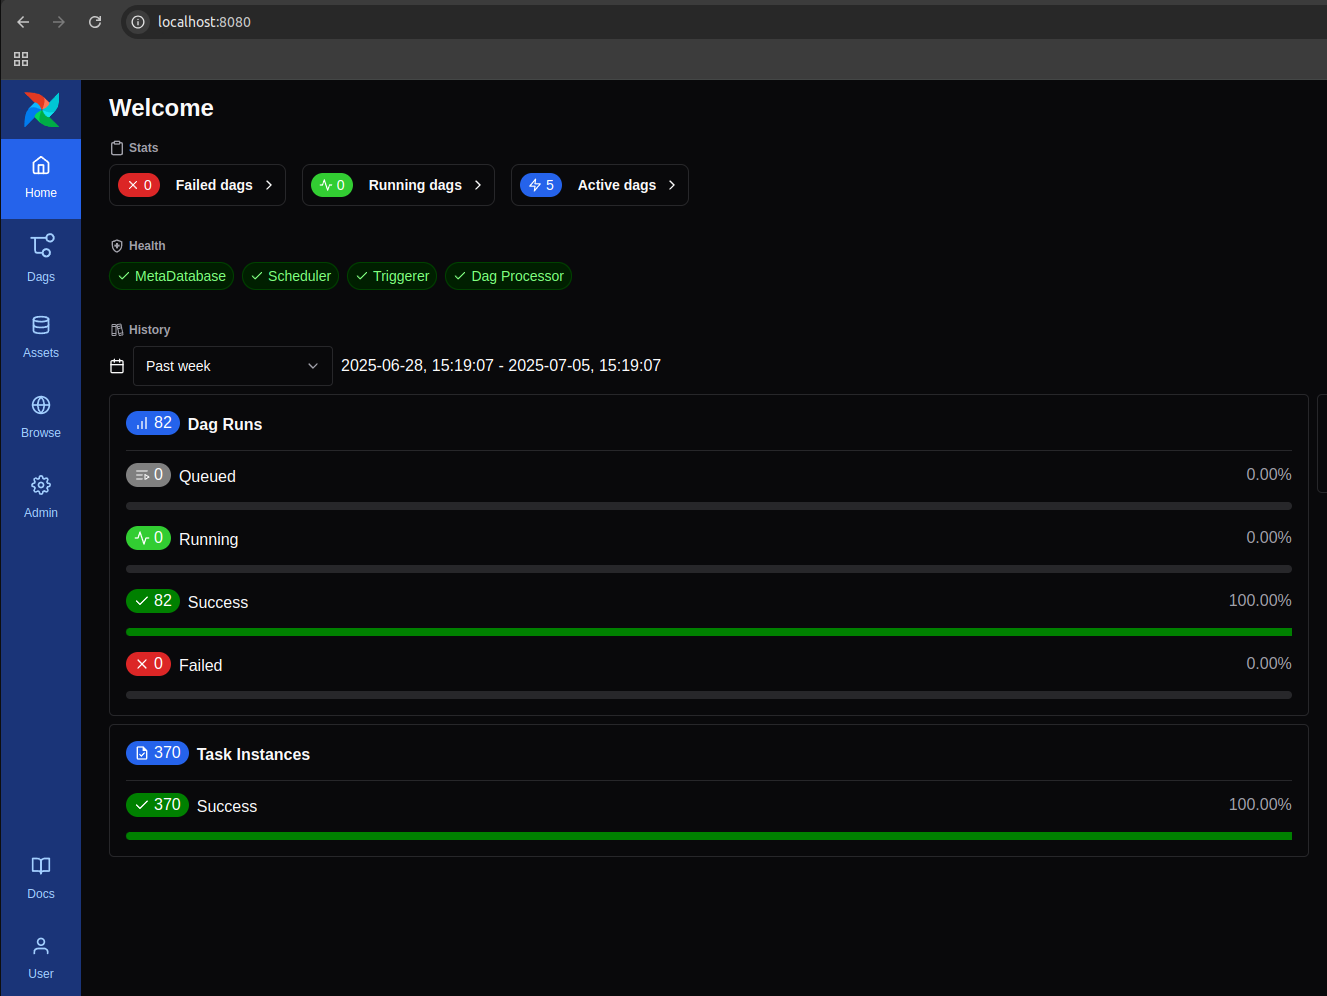 localhost:8080
Welcome
Stats
0 Failed dags
0 Running dags
5 Active dags
Health
MetaDatabase
Scheduler
Triggerer
Dag Processor
History
Past week
2025-06-28, 15:19:07 - 2025-07-05, 15:19:07
82 Dag Runs
0 Queued 0.00%
0 Running 0.00%
82 Success 100.00%
0 Failed 0.00%
370 Task Instances
370 Success 100.00%
Home
Dags
Assets
Browse
Admin
Docs
User